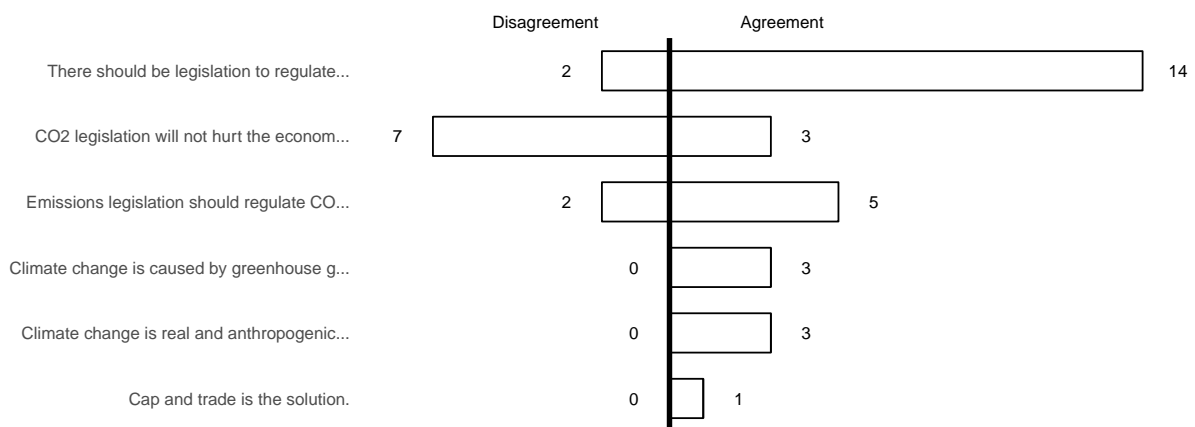 Disagreement Agreement
There should be legislation to regulate... 2 14
CO2 legislation will not hurt the econom... 7 3
Emissions legislation should regulate CO... 2 5
Climate change is caused by greenhouse g... 0 3
Climate change is real and anthropogenic... 0 3
Cap and trade is the solution. 0 1